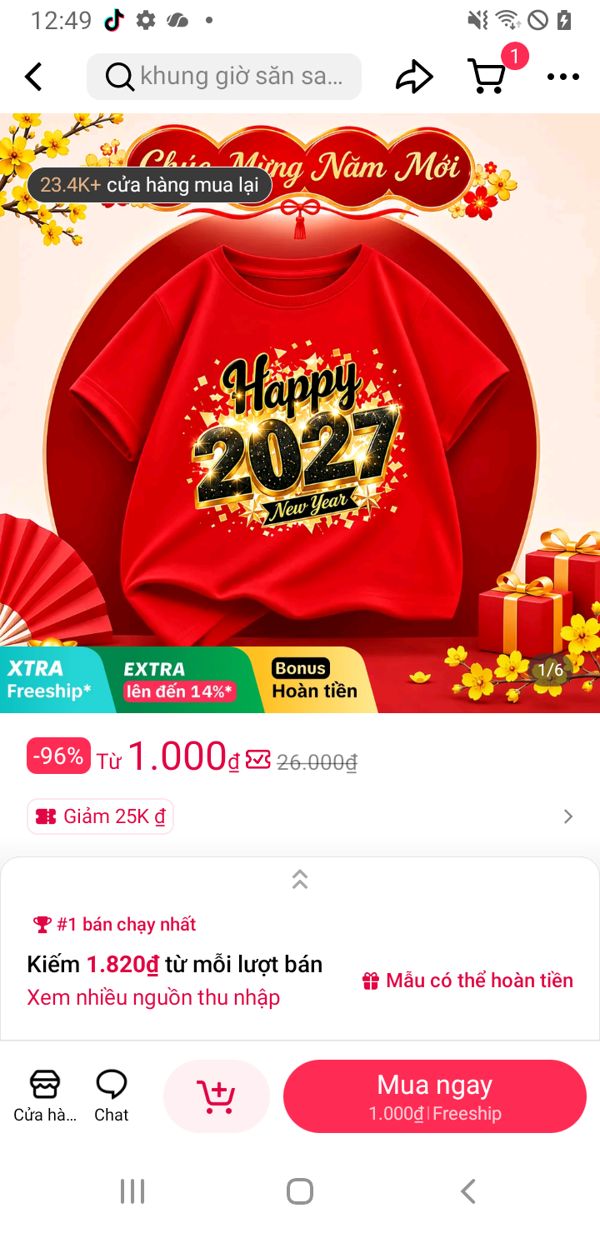 12:49
khung giờ săn sa...
1
Chúc Mừng Năm Mới
23.4K+ cửa hàng mua lại
Happy
2027
New Year
XTRA
Freeship*
EXTRA
lên đến 14%*
Bonus
Hoàn tiền
1/6
-96% Từ 1.000₫ 26.000₫
Giảm 25K ₫
#1 bán chạy nhất
Kiếm 1.820₫ từ mỗi lượt bán
Xem nhiều nguồn thu nhập
Mẫu có thể hoàn tiền
Cửa hà...
Chat
Mua ngay
1.000₫|Freeship